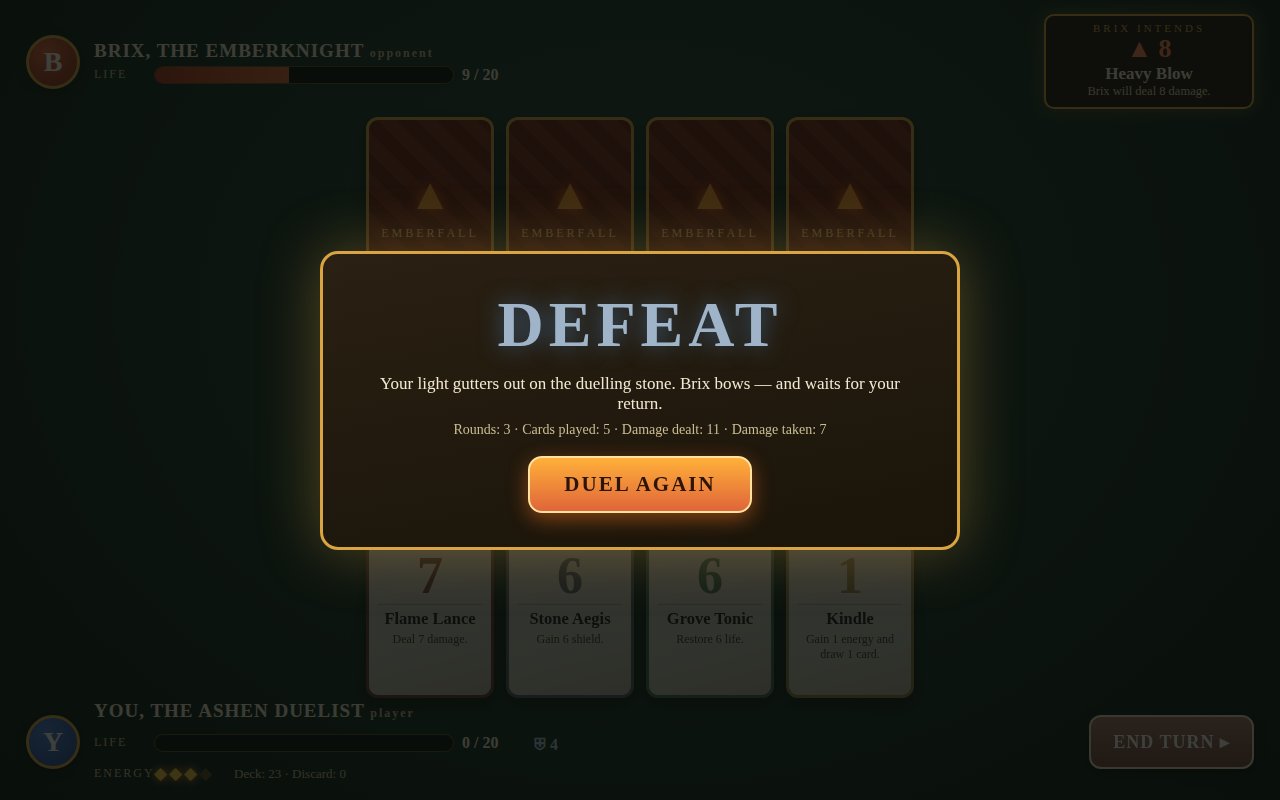 B
BRIX, THE EMBERKNIGHT opponent
LIFE 9 / 20
BRIX INTENDS
▲ 8
Heavy Blow
Brix will deal 8 damage.
EMBERFALL EMBERFALL EMBERFALL EMBERFALL
DEFEAT
Your light gutters out on the duelling stone. Brix bows — and waits for your
return.
Rounds: 3 · Cards played: 5 · Damage dealt: 11 · Damage taken: 7
DUEL AGAIN
7
Flame Lance
Deal 7 damage.
6
Stone Aegis
Gain 6 shield.
6
Grove Tonic
Restore 6 life.
1
Kindle
Gain 1 energy and
draw 1 card.
Y
YOU, THE ASHEN DUELIST player
LIFE 0 / 20 4
ENERGY Deck: 23 · Discard: 0
END TURN ▸